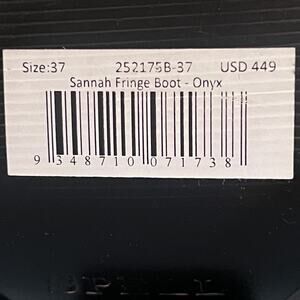 Size:37 252175B-37 USD 449
Sannah Fringe Boot - Onyx
9 348710 071738